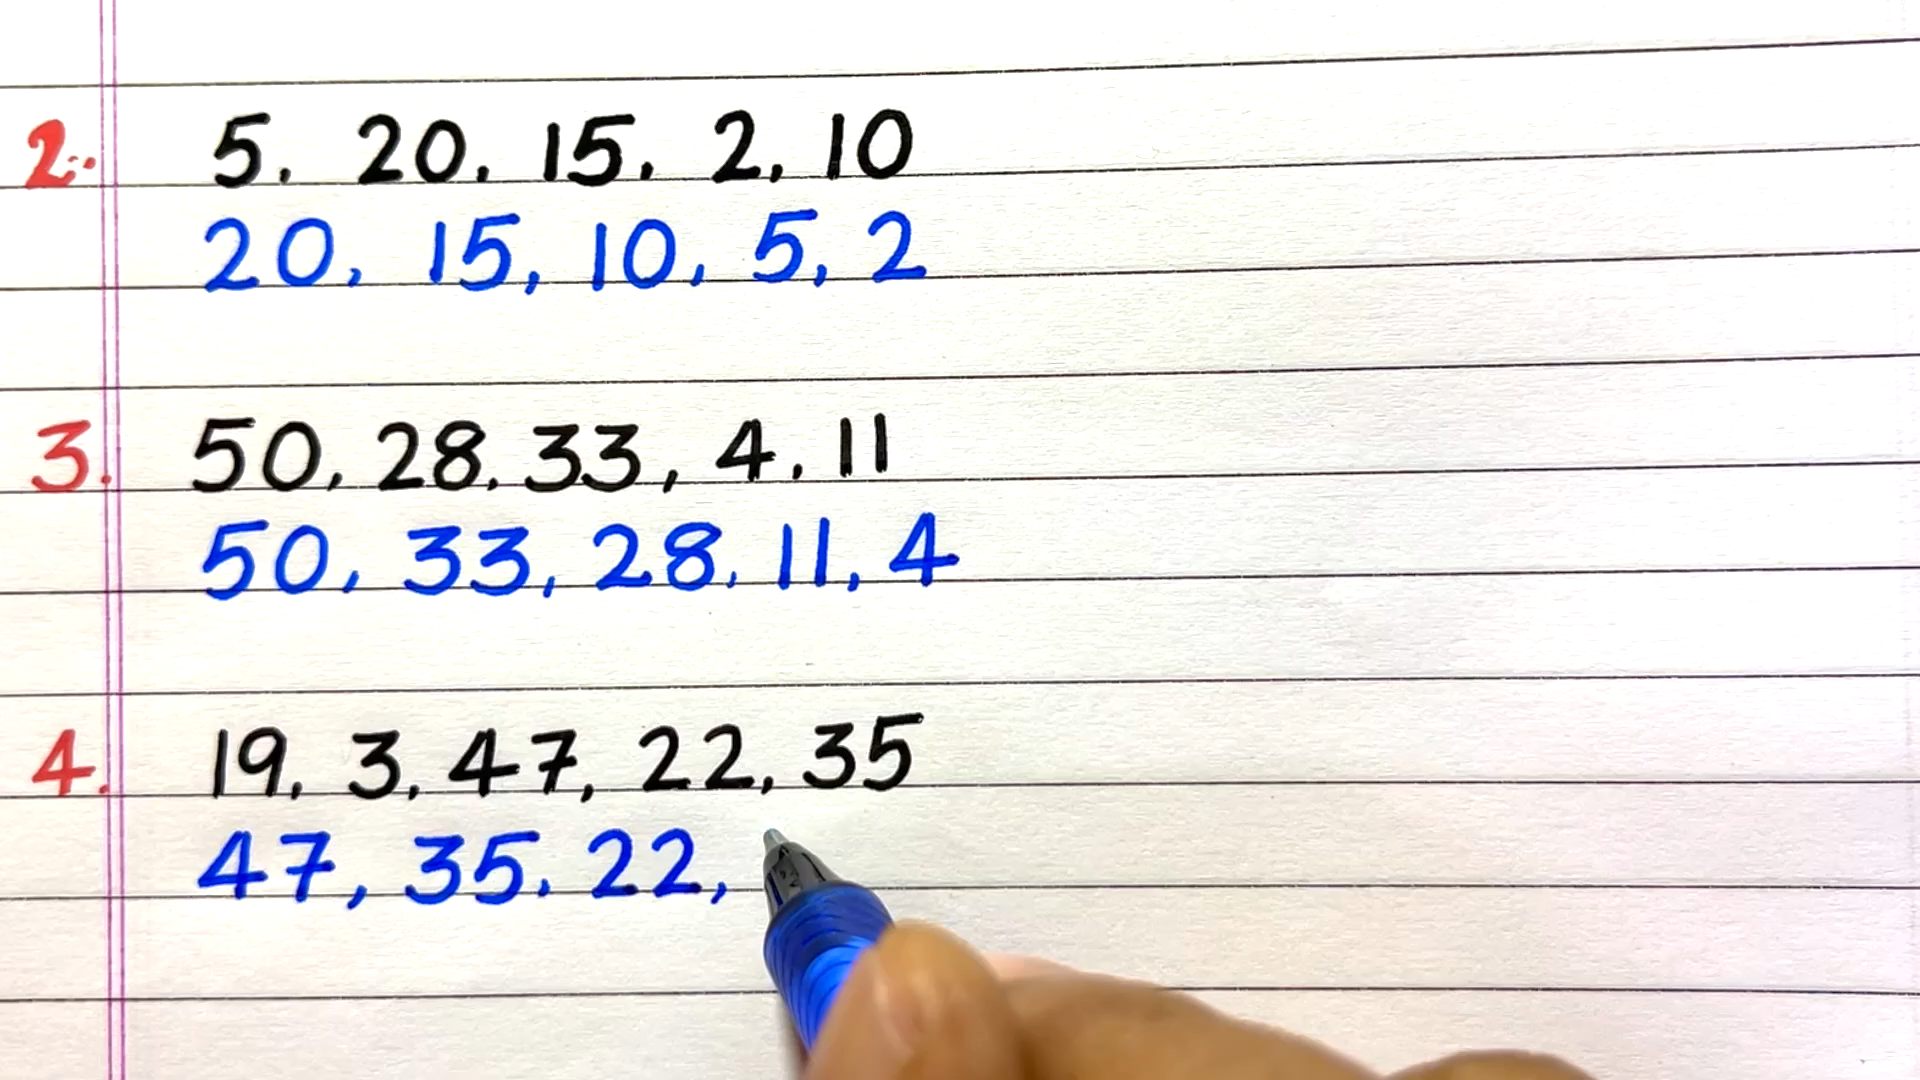 2. 5, 20, 15, 2, 10
20, 15, 10, 5, 2
3. 50, 28, 33, 4, 11
50, 33, 28, 11, 4
4. 19, 3, 47, 22, 35
47, 35, 22,